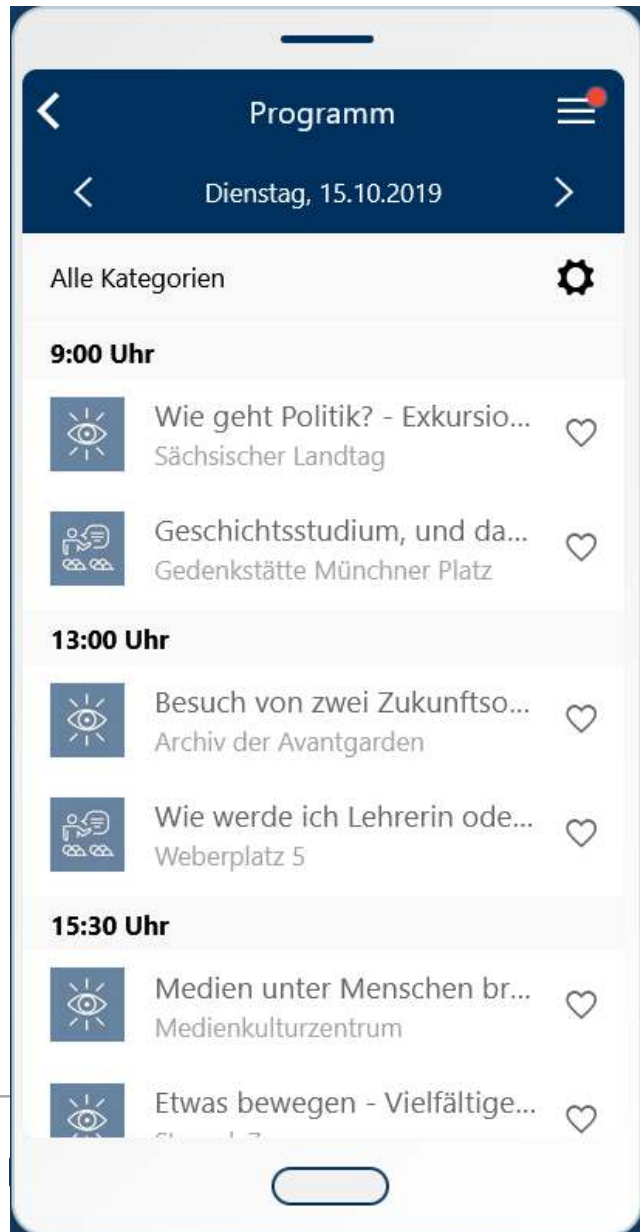 Programm
Dienstag, 15.10.2019
Alle Kategorien
9:00 Uhr
Wie geht Politik? - Exkursio...
Sächsischer Landtag
Geschichtsstudium, und da...
Gedenkstätte Münchner Platz
13:00 Uhr
Besuch von zwei Zukunftso...
Archiv der Avantgarden
Wie werde ich Lehrerin ode...
Weberplatz 5
15:30 Uhr
Medien unter Menschen br...
Medienkulturzentrum
Etwas bewegen - Vielfältige...